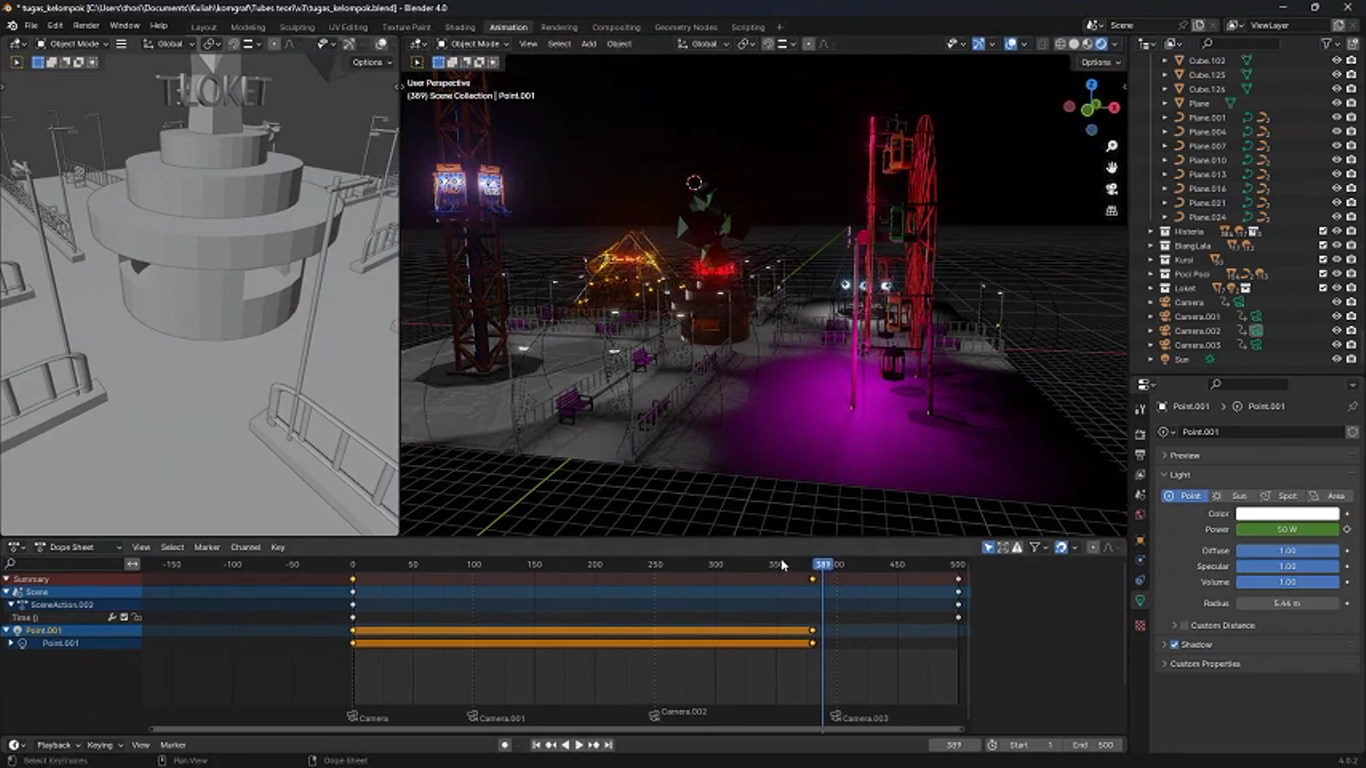 * tugas_kelompok [C:\Users\thori\Documents\Kuliah\komgraf\Tubes teori\w7\tugas_kelompok.blend] - Blender 4.0
File Edit Render Window Help Layout Modeling Sculpting UV Editing Texture Paint Shading Animation Rendering Compositing Geometry Nodes Scripting + Scene ViewLayer
Object Mode Global
Object Mode View Select Add Object Global
Options
Options
LOKET
User Perspective
(389) Scene Collection | Point.001
Cube.102
Cube.125
Cube.126
Plane
Plane.001
Plane.004
Plane.007
Plane.010
Plane.013
Plane.016
Plane.021
Plane.024
Histeria
BiangLala
Kursi
Poci Poci
Loket
Camera
Camera.001
Camera.002
Camera.003
Sun
Point.001 > Point.001
Point.001
Preview
Light
Point Sun Spot Area
Color
Power 50 W
Diffuse 1.00
Specular 1.00
Volume 1.00
Radius 5.44 m
Custom Distance
Shadow
Custom Properties
Dope Sheet View Select Marker Channel Key
-150 -100 -50 0 50 100 150 200 250 300 389 450 500
Summary
Scene
SceneAction.002
Time ()
Point.001
Point.001
Camera Camera.001 Camera.002 Camera.003
Playback Keying View Marker 389 Start 1 End 500
Select Keyframes Pan View Dope Sheet 4.0.2